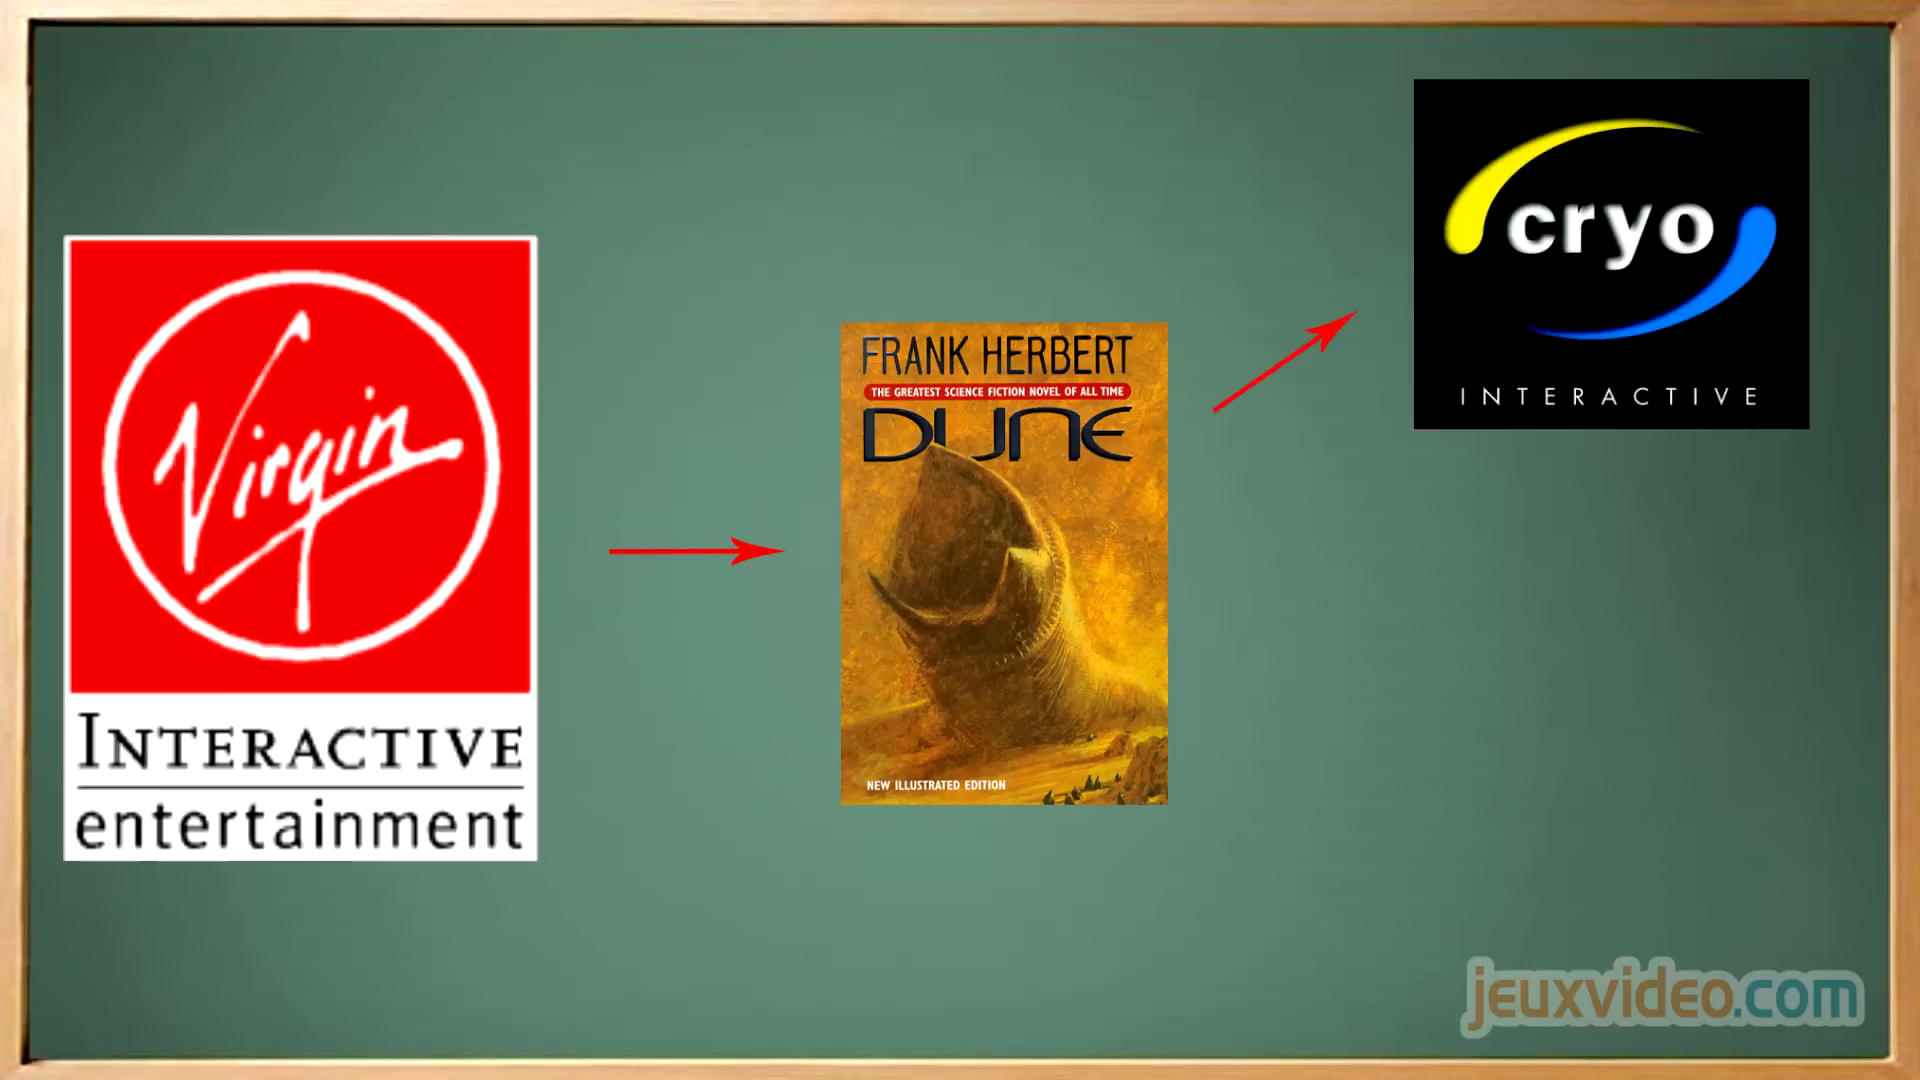 Virgin
INTERACTIVE
entertainment
FRANK HERBERT
THE GREATEST SCIENCE FICTION NOVEL OF ALL TIME
DUNE
NEW ILLUSTRATED EDITION
cryo
INTERACTIVE
jeuxvideo.com